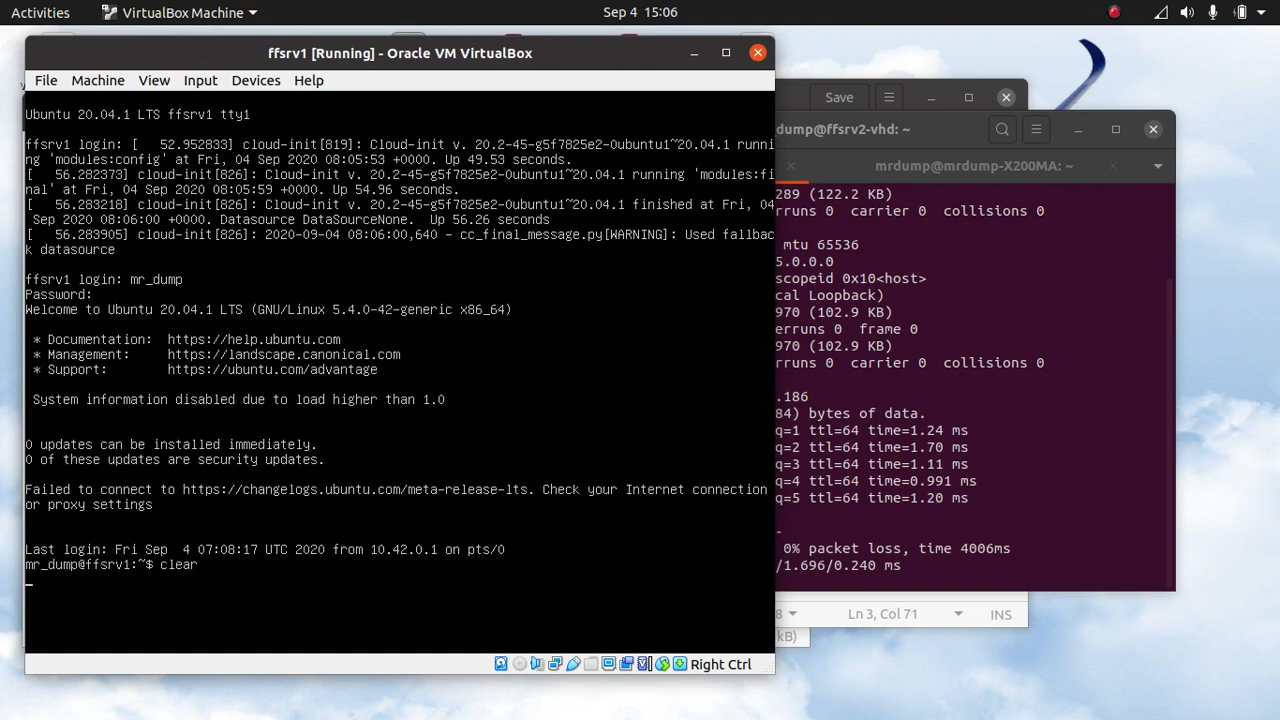 Activities
VirtualBox Machine
Sep 4 15:06
ffsrv1 [Running] - Oracle VM VirtualBox
File Machine View Input Devices Help
Ubuntu 20.04.1 LTS ffsrv1 tty1
ffsrv1 login: [   52.952833] cloud-init[819]: Cloud-init v. 20.2-45-g5f7825e2-0ubuntu1~20.04.1 runni
ng 'modules:config' at Fri, 04 Sep 2020 08:05:53 +0000. Up 49.53 seconds.
[   56.282373] cloud-init[826]: Cloud-init v. 20.2-45-g5f7825e2-0ubuntu1~20.04.1 running 'modules:fi
nal' at Fri, 04 Sep 2020 08:05:59 +0000. Up 54.96 seconds.
[   56.283218] cloud-init[826]: Cloud-init v. 20.2-45-g5f7825e2-0ubuntu1~20.04.1 finished at Fri, 04
 Sep 2020 08:06:00 +0000. Datasource DataSourceNone.  Up 56.26 seconds
[   56.283905] cloud-init[826]: 2020-09-04 08:06:00,640 - cc_final_message.py[WARNING]: Used fallbac
k datasource
ffsrv1 login: mr_dump
Password:
Welcome to Ubuntu 20.04.1 LTS (GNU/Linux 5.4.0-42-generic x86_64)
 * Documentation:  https://help.ubuntu.com
 * Management:     https://landscape.canonical.com
 * Support:        https://ubuntu.com/advantage
 System information disabled due to load higher than 1.0
0 updates can be installed immediately.
0 of these updates are security updates.
Failed to connect to https://changelogs.ubuntu.com/meta-release-lts. Check your Internet connection
or proxy settings
Last login: Fri Sep  4 07:08:17 UTC 2020 from 10.42.0.1 on pts/0
mr_dump@ffsrv1:~$ clear
Right Ctrl
Save
dump@ffsrv2-vhd: ~
mrdump@mrdump-X200MA: ~
289 (122.2 KB)
rruns 0  carrier 0  collisions 0
mtu 65536
5.0.0.0
scopeid 0x10<host>
cal Loopback)
970 (102.9 KB)
erruns 0  frame 0
970 (102.9 KB)
erruns 0  carrier 0  collisions 0
.186
84) bytes of data.
q=1 ttl=64 time=1.24 ms
q=2 ttl=64 time=1.70 ms
q=3 ttl=64 time=1.11 ms
q=4 ttl=64 time=0.991 ms
q=5 ttl=64 time=1.20 ms
-
0% packet loss, time 4006ms
/1.696/0.240 ms
8
Ln 3, Col 71
INS
kB)